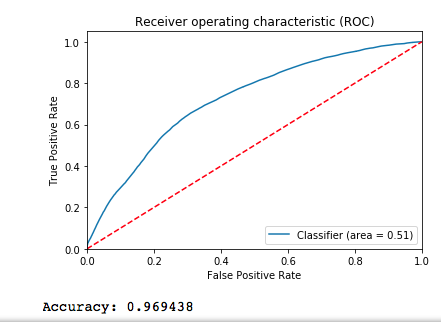 Receiver operating characteristic (ROC)
1.0
0.8
0.6
0.4
0.2
0.0
True Positive Rate
Classifier (area = 0.51)
0.0 0.2 0.4 0.6 0.8 1.0
False Positive Rate
Accuracy: 0.969438